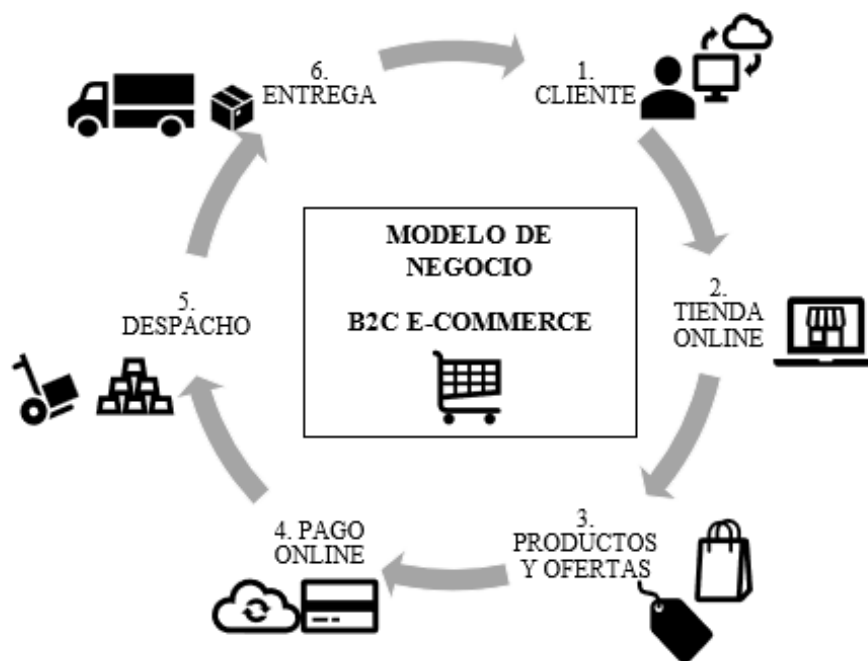 1.
CLIENTE
2.
TIENDA
ONLINE
3.
PRODUCTOS
Y OFERTAS
4. PAGO
ONLINE
5.
DESPACHO
6.
ENTREGA
MODELO DE
NEGOCIO
B2C E-COMMERCE